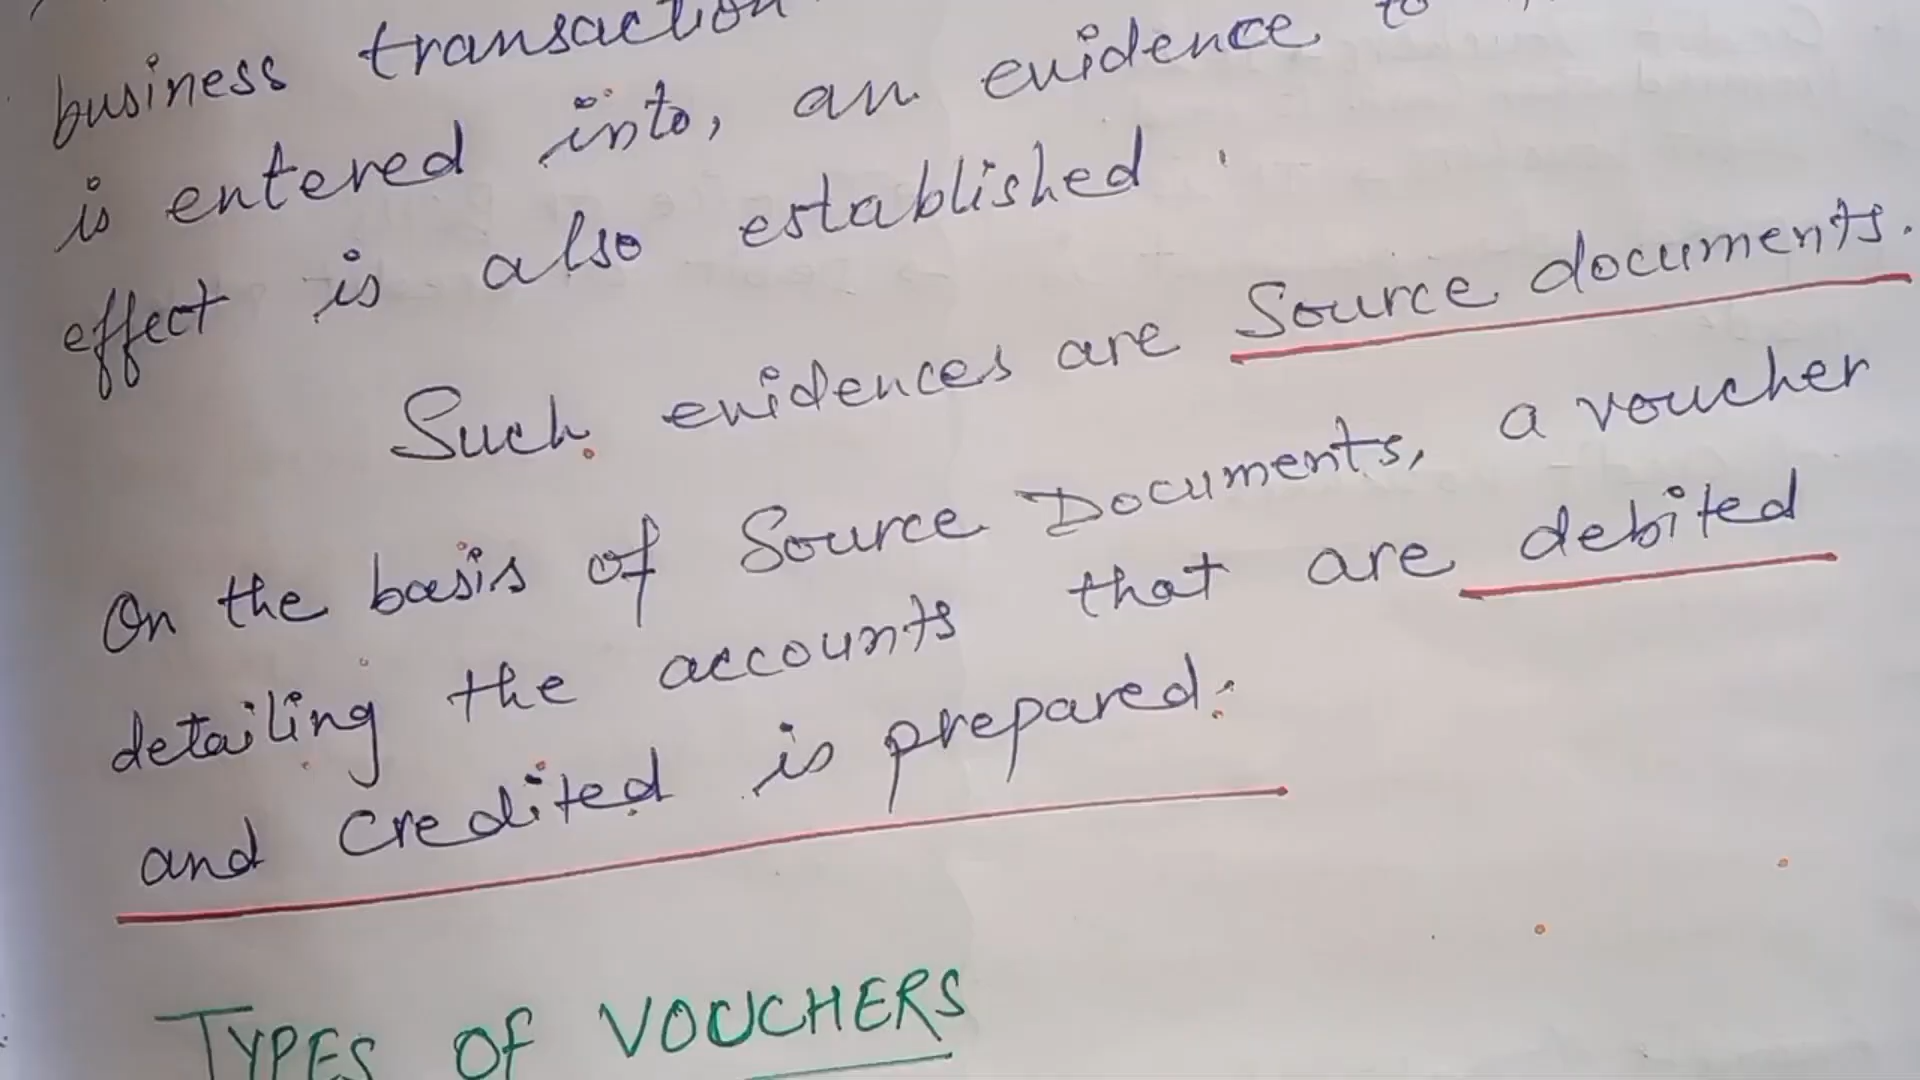 business transaction
is entered into, an evidence to
effect is also established.
Such evidences are Source documents.
On the basis of Source Documents, a voucher
detailing the accounts that are debited
and credited is prepared.
TYPES OF VOUCHERS